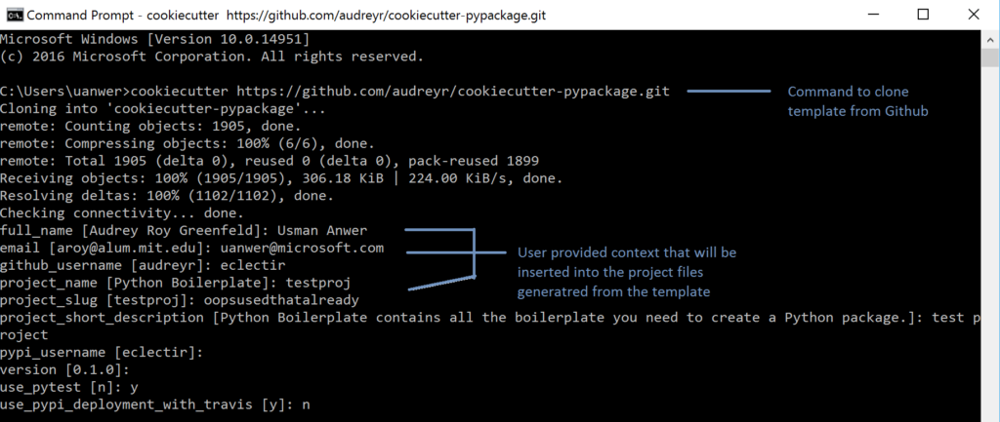 Command Prompt - cookiecutter  https://github.com/audreyr/cookiecutter-pypackage.git
Microsoft Windows [Version 10.0.14951]
(c) 2016 Microsoft Corporation. All rights reserved.
C:\Users\uanwer>cookiecutter https://github.com/audreyr/cookiecutter-pypackage.git
Command to clone
template from Github
Cloning into 'cookiecutter-pypackage'...
remote: Counting objects: 1905, done.
remote: Compressing objects: 100% (6/6), done.
remote: Total 1905 (delta 0), reused 0 (delta 0), pack-reused 1899
Receiving objects: 100% (1905/1905), 306.18 KiB | 224.00 KiB/s, done.
Resolving deltas: 100% (1102/1102), done.
Checking connectivity... done.
full_name [Audrey Roy Greenfeld]: Usman Anwer
email [aroy@alum.mit.edu]: uanwer@microsoft.com
github_username [audreyr]: eclectir
project_name [Python Boilerplate]: testproj
project_slug [testproj]: oopsusedthatalready
User provided context that will be
inserted into the project files
generatred from the template
project_short_description [Python Boilerplate contains all the boilerplate you need to create a Python package.]: test p
roject
pypi_username [eclectir]:
version [0.1.0]:
use_pytest [n]: y
use_pypi_deployment_with_travis [y]: n